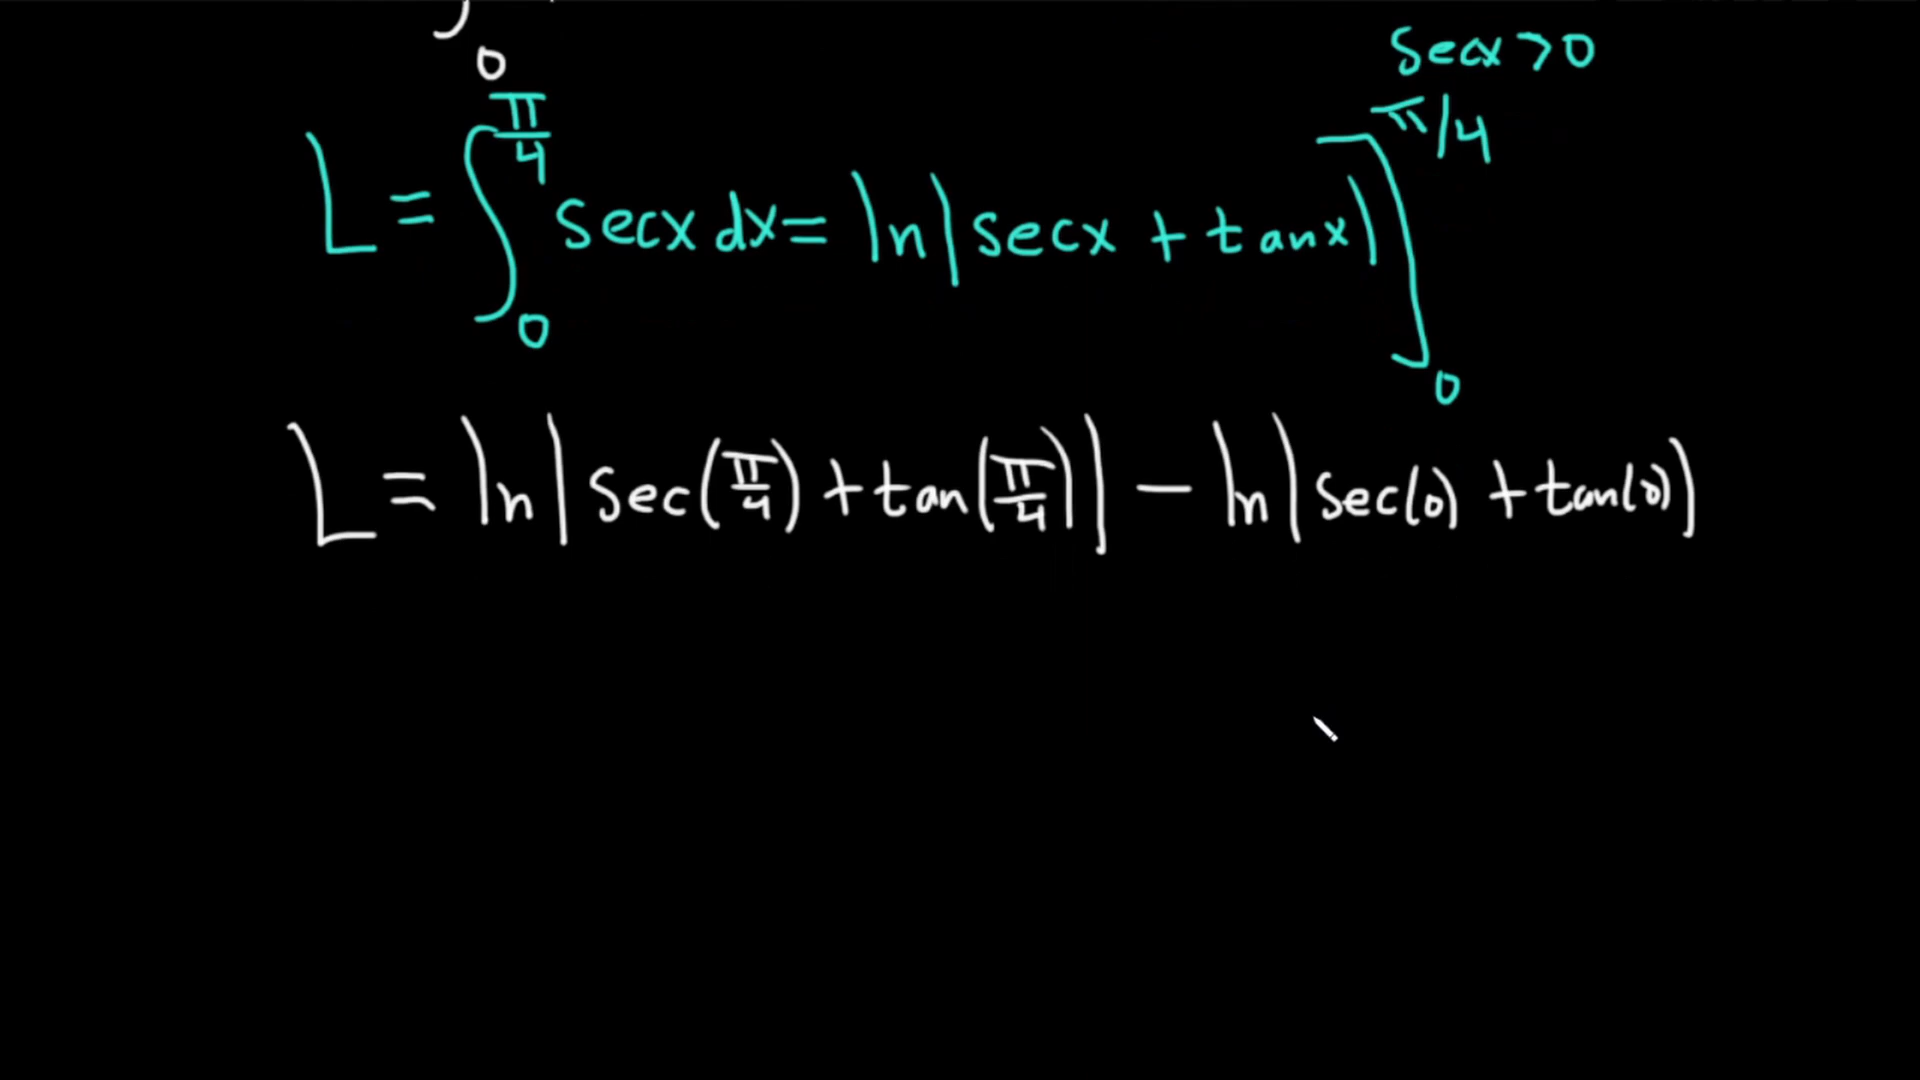 ∫_0
sec x > 0
L = ∫_0^{π/4} sec x dx = ln|sec x + tan x|]_0^{π/4}
L = ln|sec(π/4) + tan(π/4)| - ln|sec(0) + tan(0)|